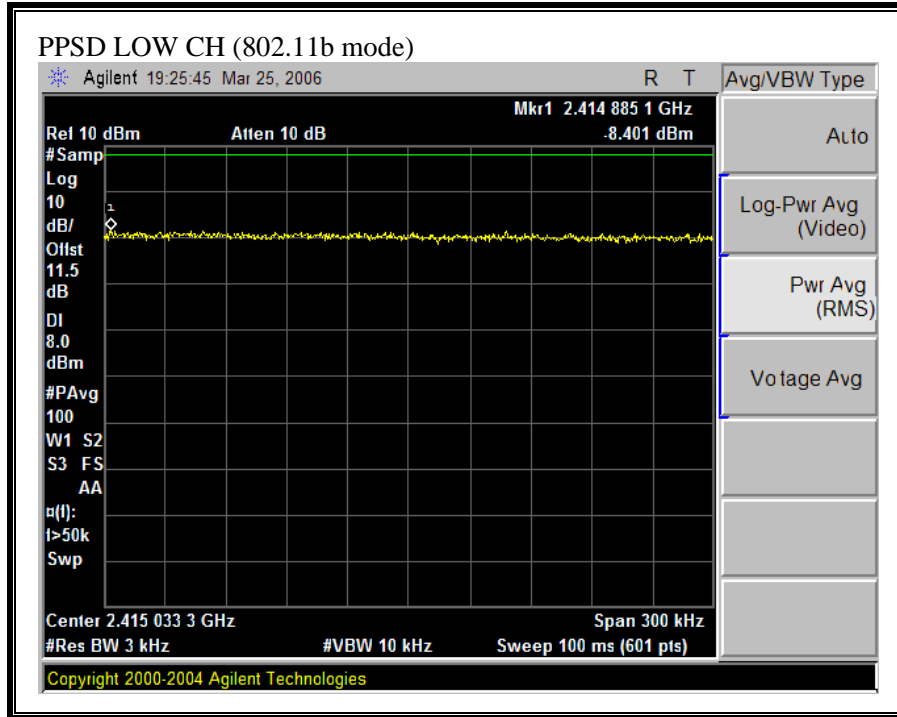 PPSD LOW CH (802.11b mode)
Agilent 19:25:45 Mar 25, 2006 R T
Mkr1 2.414 885 1 GHz
Ref 10 dBm Atten 10 dB -8.401 dBm
#Samp
Log
10
dB/
Offst
11.5
dB
DI
8.0
dBm
#PAvg
100
W1 S2
S3 FS
AA
¤(f):
f>50k
Swp
1
Center 2.415 033 3 GHz Span 300 kHz
#Res BW 3 kHz #VBW 10 kHz Sweep 100 ms (601 pts)
Copyright 2000-2004 Agilent Technologies
Avg/VBW Type
Auto
Log-Pwr Avg
(Video)
Pwr Avg
(RMS)
Vo tage Avg